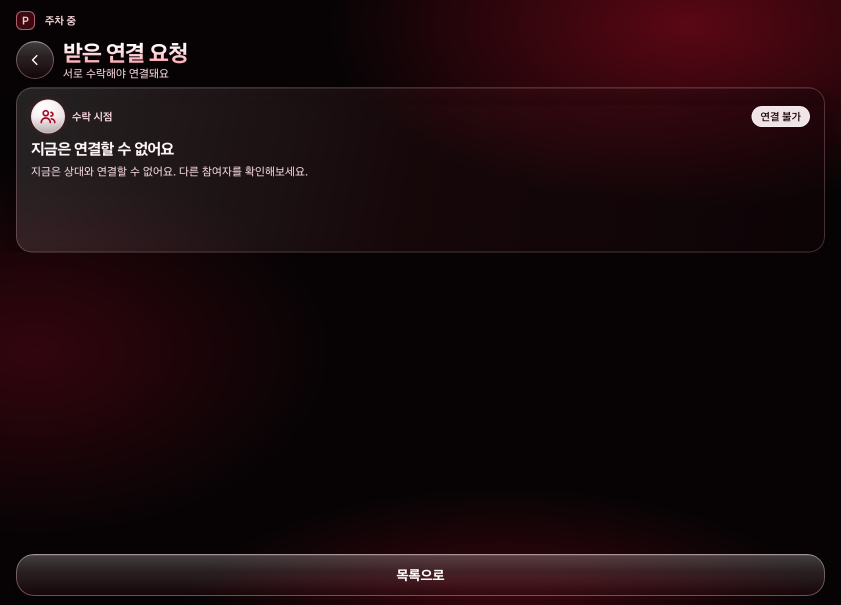 P 주차 중
받은 연결 요청
서로 수락해야 연결돼요
수락 시점
연결 불가
지금은 연결할 수 없어요
지금은 상대와 연결할 수 없어요. 다른 참여자를 확인해보세요.
목록으로